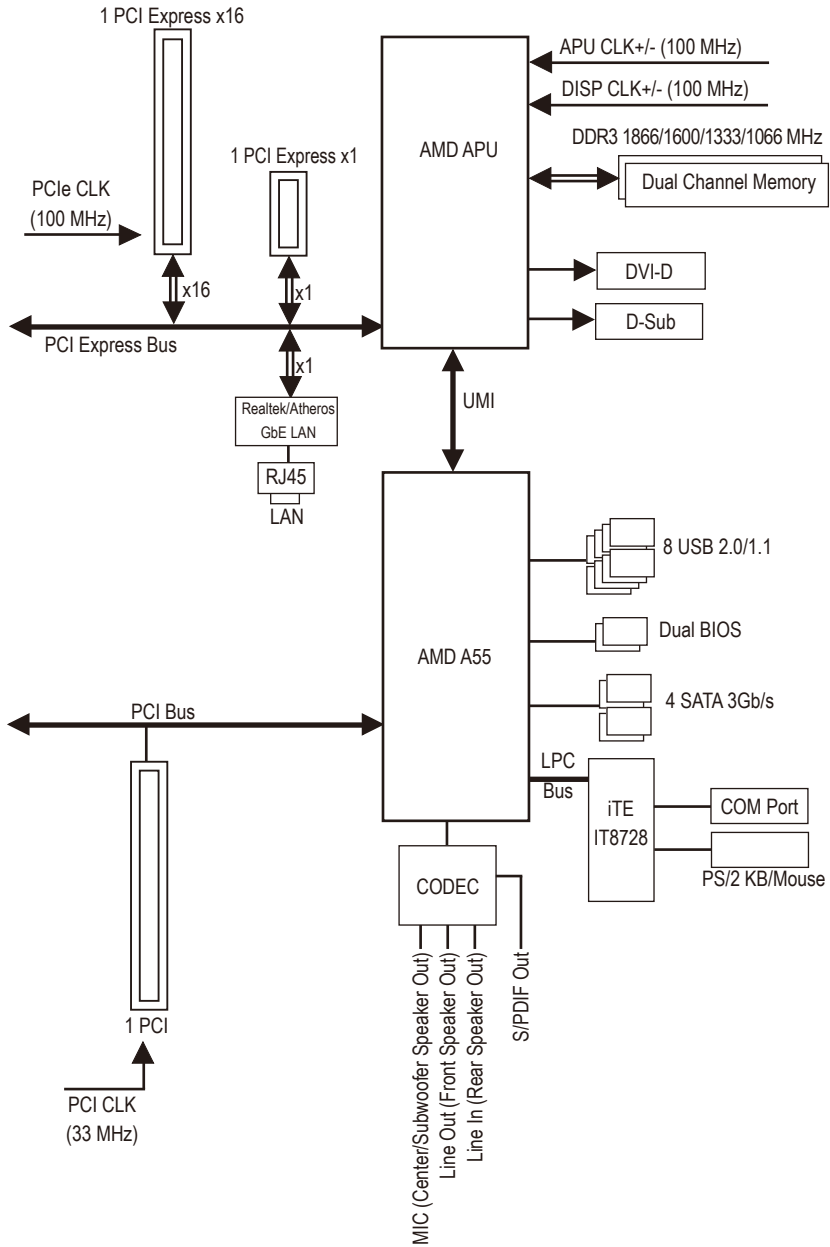 1 PCI Express x16
APU CLK+/- (100 MHz)
DISP CLK+/- (100 MHz)
DDR3 1866/1600/1333/1066 MHz
AMD APU
Dual Channel Memory
1 PCI Express x1
PCIe CLK
(100 MHz)
x16
x1
DVI-D
D-Sub
PCI Express Bus
x1
UMI
Realtek/Atheros
GbE LAN
RJ45
LAN
8 USB 2.0/1.1
Dual BIOS
AMD A55
4 SATA 3Gb/s
PCI Bus
LPC
Bus
iTE
IT8728
COM Port
PS/2 KB/Mouse
CODEC
MIC (Center/Subwoofer Speaker Out)
Line Out (Front Speaker Out)
Line In (Rear Speaker Out)
S/PDIF Out
1 PCI
PCI CLK
(33 MHz)